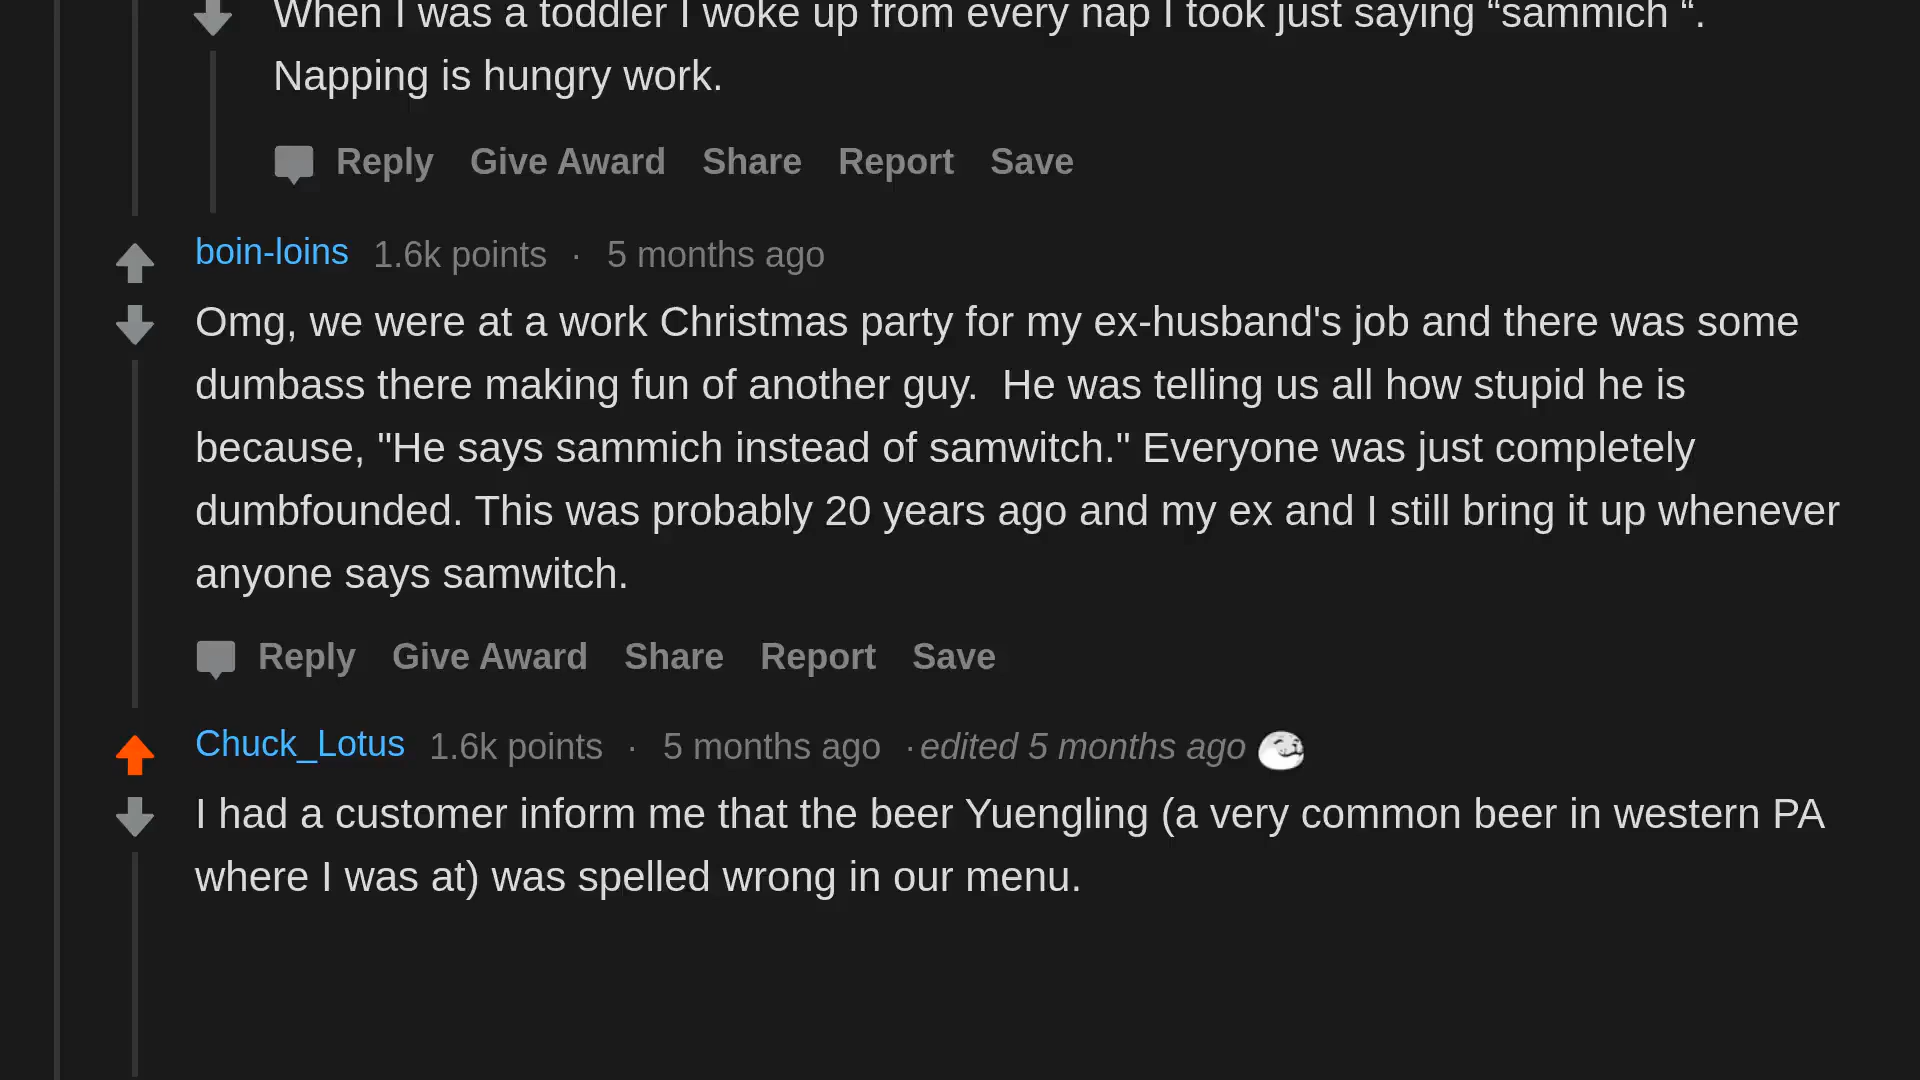 When I was a toddler I woke up from every nap I took just saying “sammich “.
Napping is hungry work.
Reply Give Award Share Report Save
boin-loins 1.6k points · 5 months ago
Omg, we were at a work Christmas party for my ex-husband's job and there was some
dumbass there making fun of another guy.  He was telling us all how stupid he is
because, "He says sammich instead of samwitch." Everyone was just completely
dumbfounded. This was probably 20 years ago and my ex and I still bring it up whenever
anyone says samwitch.
Reply Give Award Share Report Save
Chuck_Lotus 1.6k points · 5 months ago · edited 5 months ago
I had a customer inform me that the beer Yuengling (a very common beer in western PA
where I was at) was spelled wrong in our menu.